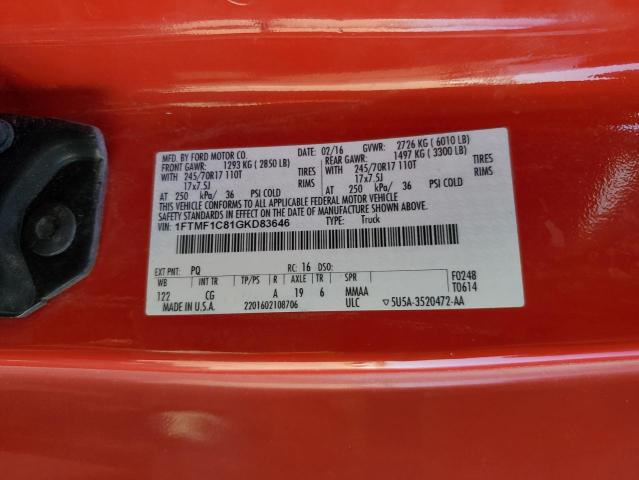 MFD. BY FORD MOTOR CO. 02/16 GVWR: 2726 KG (6010 LB)
FRONT GAWR: 1293 KG (2850 LB) REAR GAWR: 1497 KG (3300 LB)
WITH 245/70R17 110T TIRES WITH 245/70R17 110T TIRES
17x7.5J RIMS 17x7.5J RIMS
AT 250 kPa/ 36 PSI COLD AT 250 kPa/ 36 PSI COLD
THIS VEHICLE CONFORMS TO ALL APPLICABLE FEDERAL MOTOR VEHICLE
SAFETY STANDARDS IN EFFECT ON THE DATE OF MANUFACTURE SHOWN ABOVE.
VIN: 1FTMF1C81GKD83646 TYPE: Truck
EXT PNT: PQ RC: 16 DSO:
WB INT TR TP/PS R AXLE TR SPR F0248
122 CG A 19 6 MMAA T0614
MADE IN U.S.A. 2201602108706 ULC 5U5A-3520472-AA